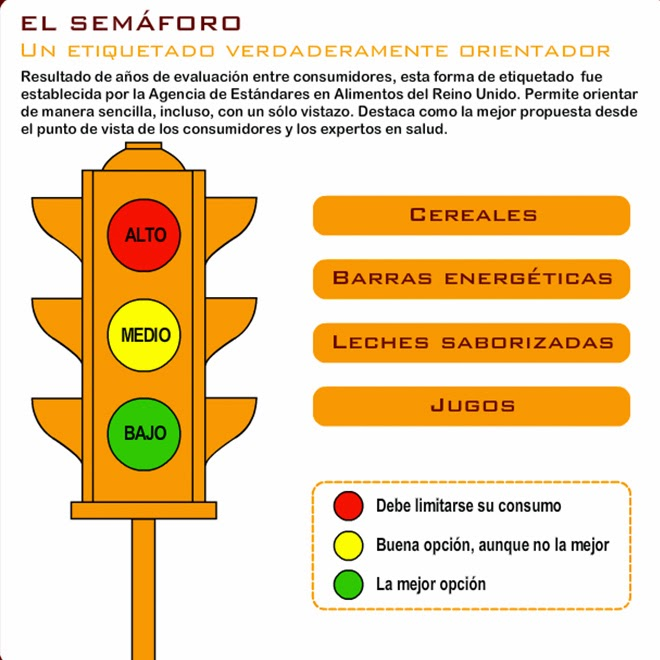 EL SEMÁFORO
UN ETIQUETADO VERDADERAMENTE ORIENTADOR
Resultado de años de evaluación entre consumidores, esta forma de etiquetado fue
establecida por la Agencia de Estándares en Alimentos del Reino Unido. Permite orientar
de manera sencilla, incluso, con un sólo vistazo. Destaca como la mejor propuesta desde
el punto de vista de los consumidores y los expertos en salud.
ALTO
MEDIO
BAJO
CEREALES
BARRAS ENERGÉTICAS
LECHES SABORIZADAS
JUGOS
Debe limitarse su consumo
Buena opción, aunque no la mejor
La mejor opción